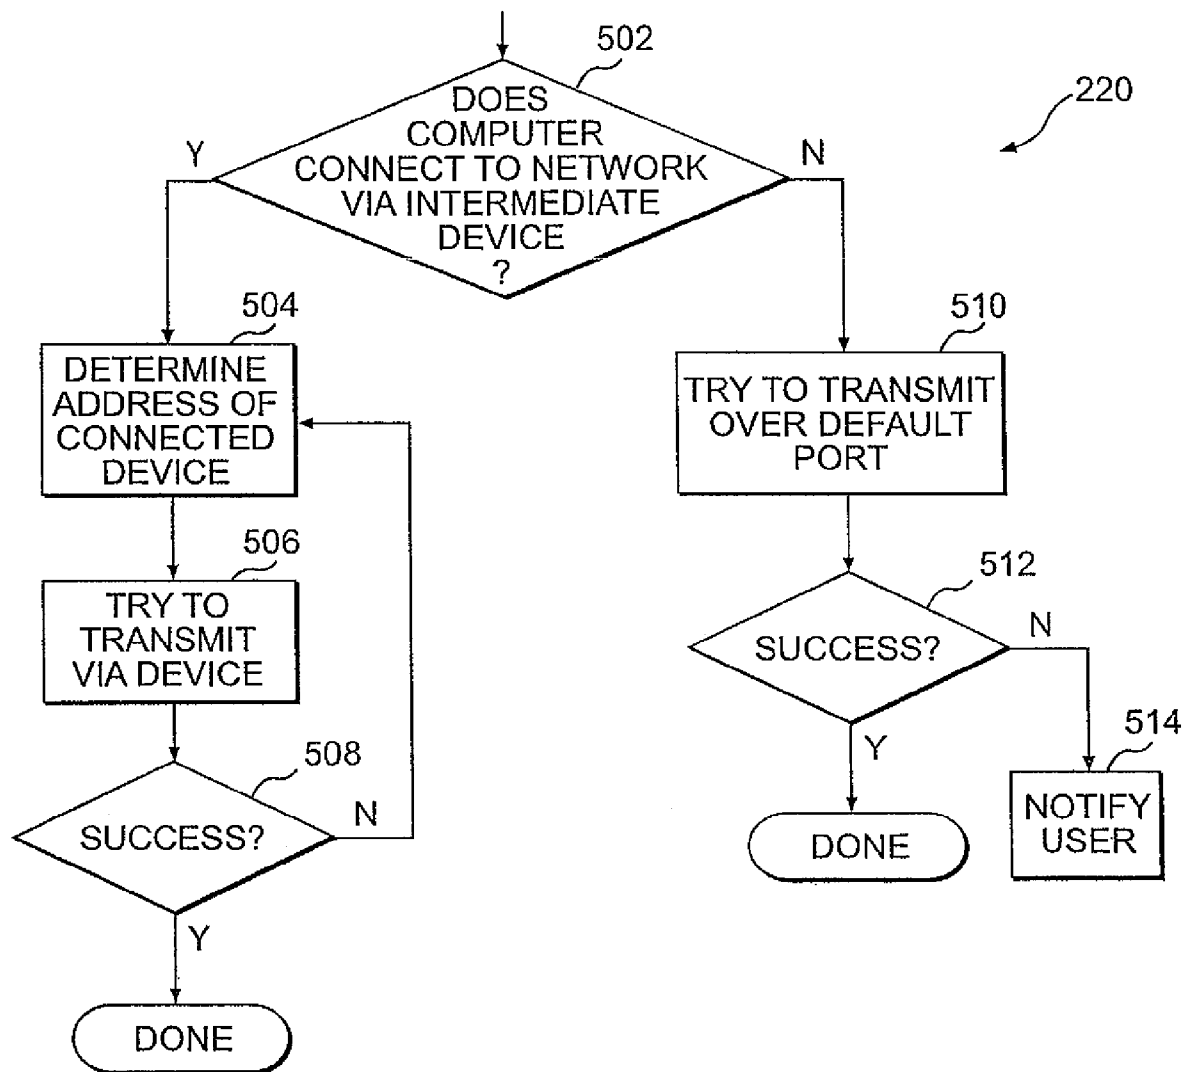 502
220
DOES
COMPUTER
CONNECT TO NETWORK
VIA INTERMEDIATE
DEVICE
?
Y
N
504
DETERMINE
ADDRESS OF
CONNECTED
DEVICE
506
TRY TO
TRANSMIT
VIA DEVICE
508
SUCCESS?
N
Y
DONE
510
TRY TO TRANSMIT
OVER DEFAULT
PORT
512
SUCCESS?
N
Y
DONE
514
NOTIFY
USER